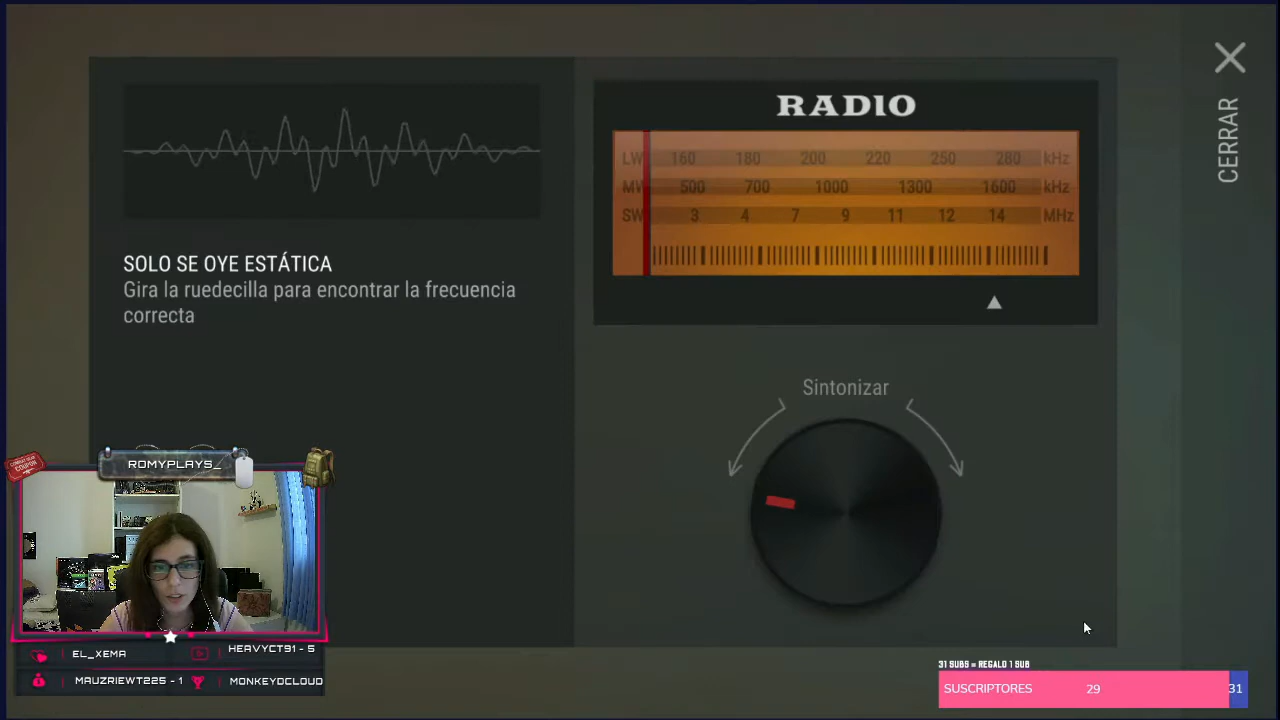 RADIO
LW 160 180 200 220 250 280 kHz
MW 500 700 1000 1300 1600 kHz
SW 3 4 7 9 11 12 14 MHz
CERRAR
SOLO SE OYE ESTÁTICA
Gira la ruedecilla para encontrar la frecuencia
correcta
Sintonizar
ROMYPLAYS_
EL_XEMA
HEAVYCT91 - 5
MAUZRIEWT225 - 1
MONKEYDCLOUD
31 SUBS = REGALO 1 SUB
SUSCRIPTORES 29 31